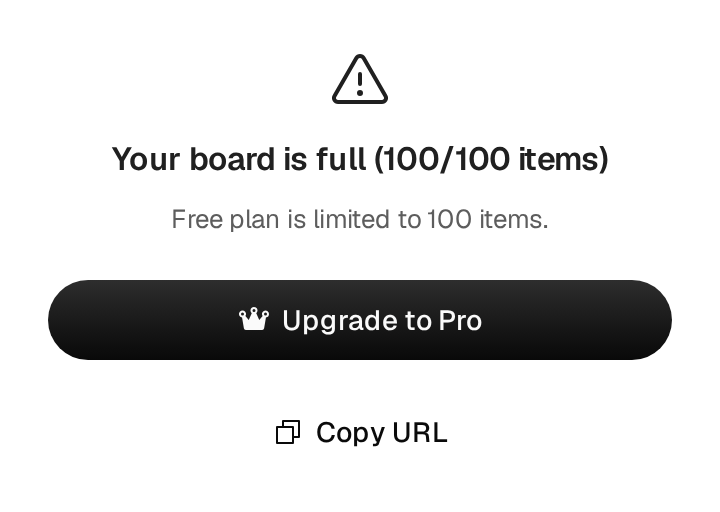 Your board is full (100/100 items)
Free plan is limited to 100 items.
Upgrade to Pro
Copy URL